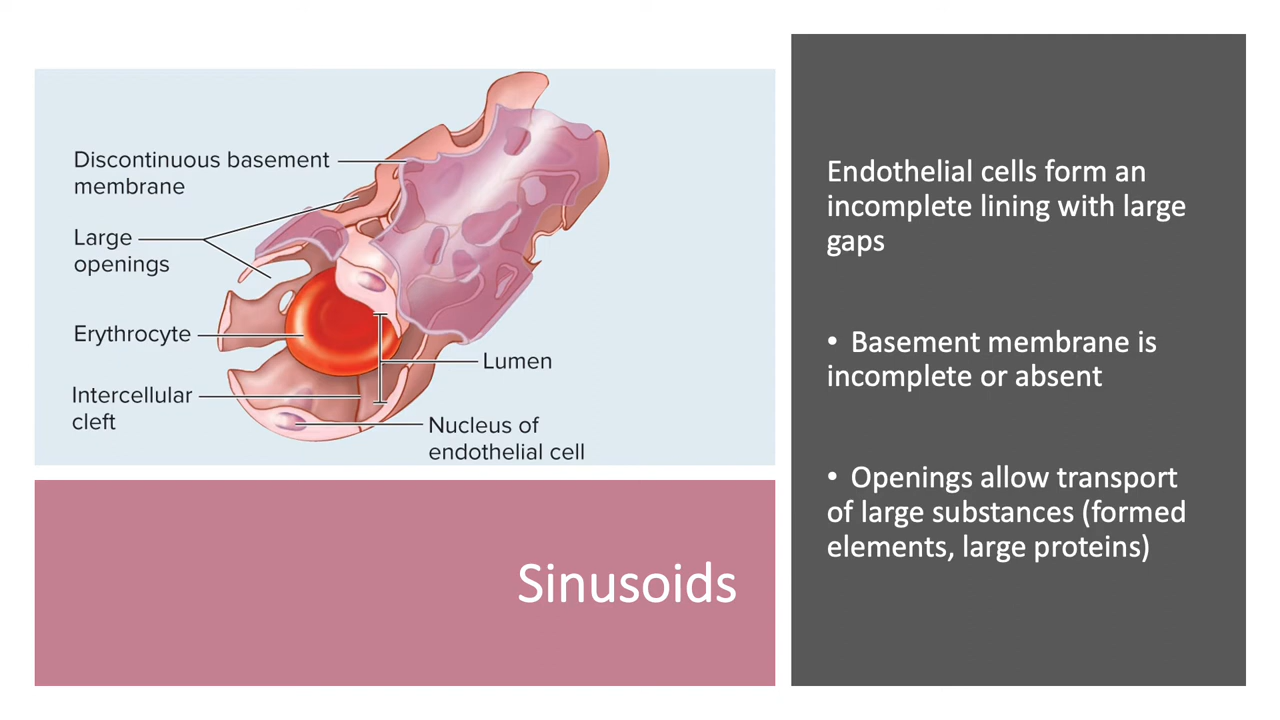 Discontinuous basement
membrane
Large
openings
Erythrocyte
Lumen
Intercellular
cleft
Nucleus of
endothelial cell
Sinusoids
Endothelial cells form an
incomplete lining with large
gaps
• Basement membrane is
incomplete or absent
• Openings allow transport
of large substances (formed
elements, large proteins)